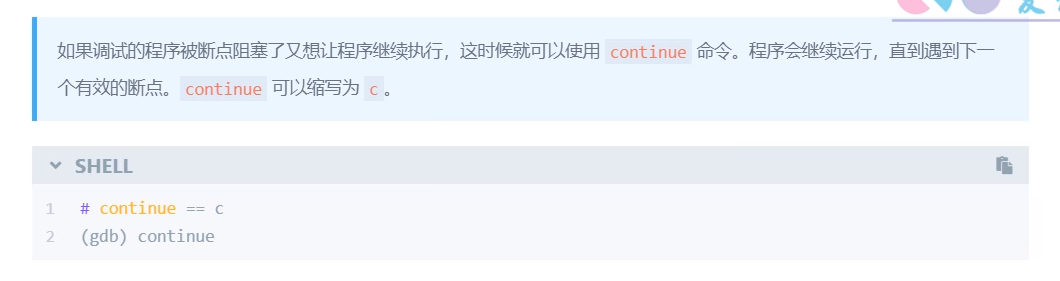 如果调试的程序被断点阻塞了又想让程序继续执行，这时候就可以使用 continue 命令。程序会继续运行，直到遇到下一
个有效的断点。continue 可以缩写为 c。
SHELL
1 # continue == c
2 (gdb) continue